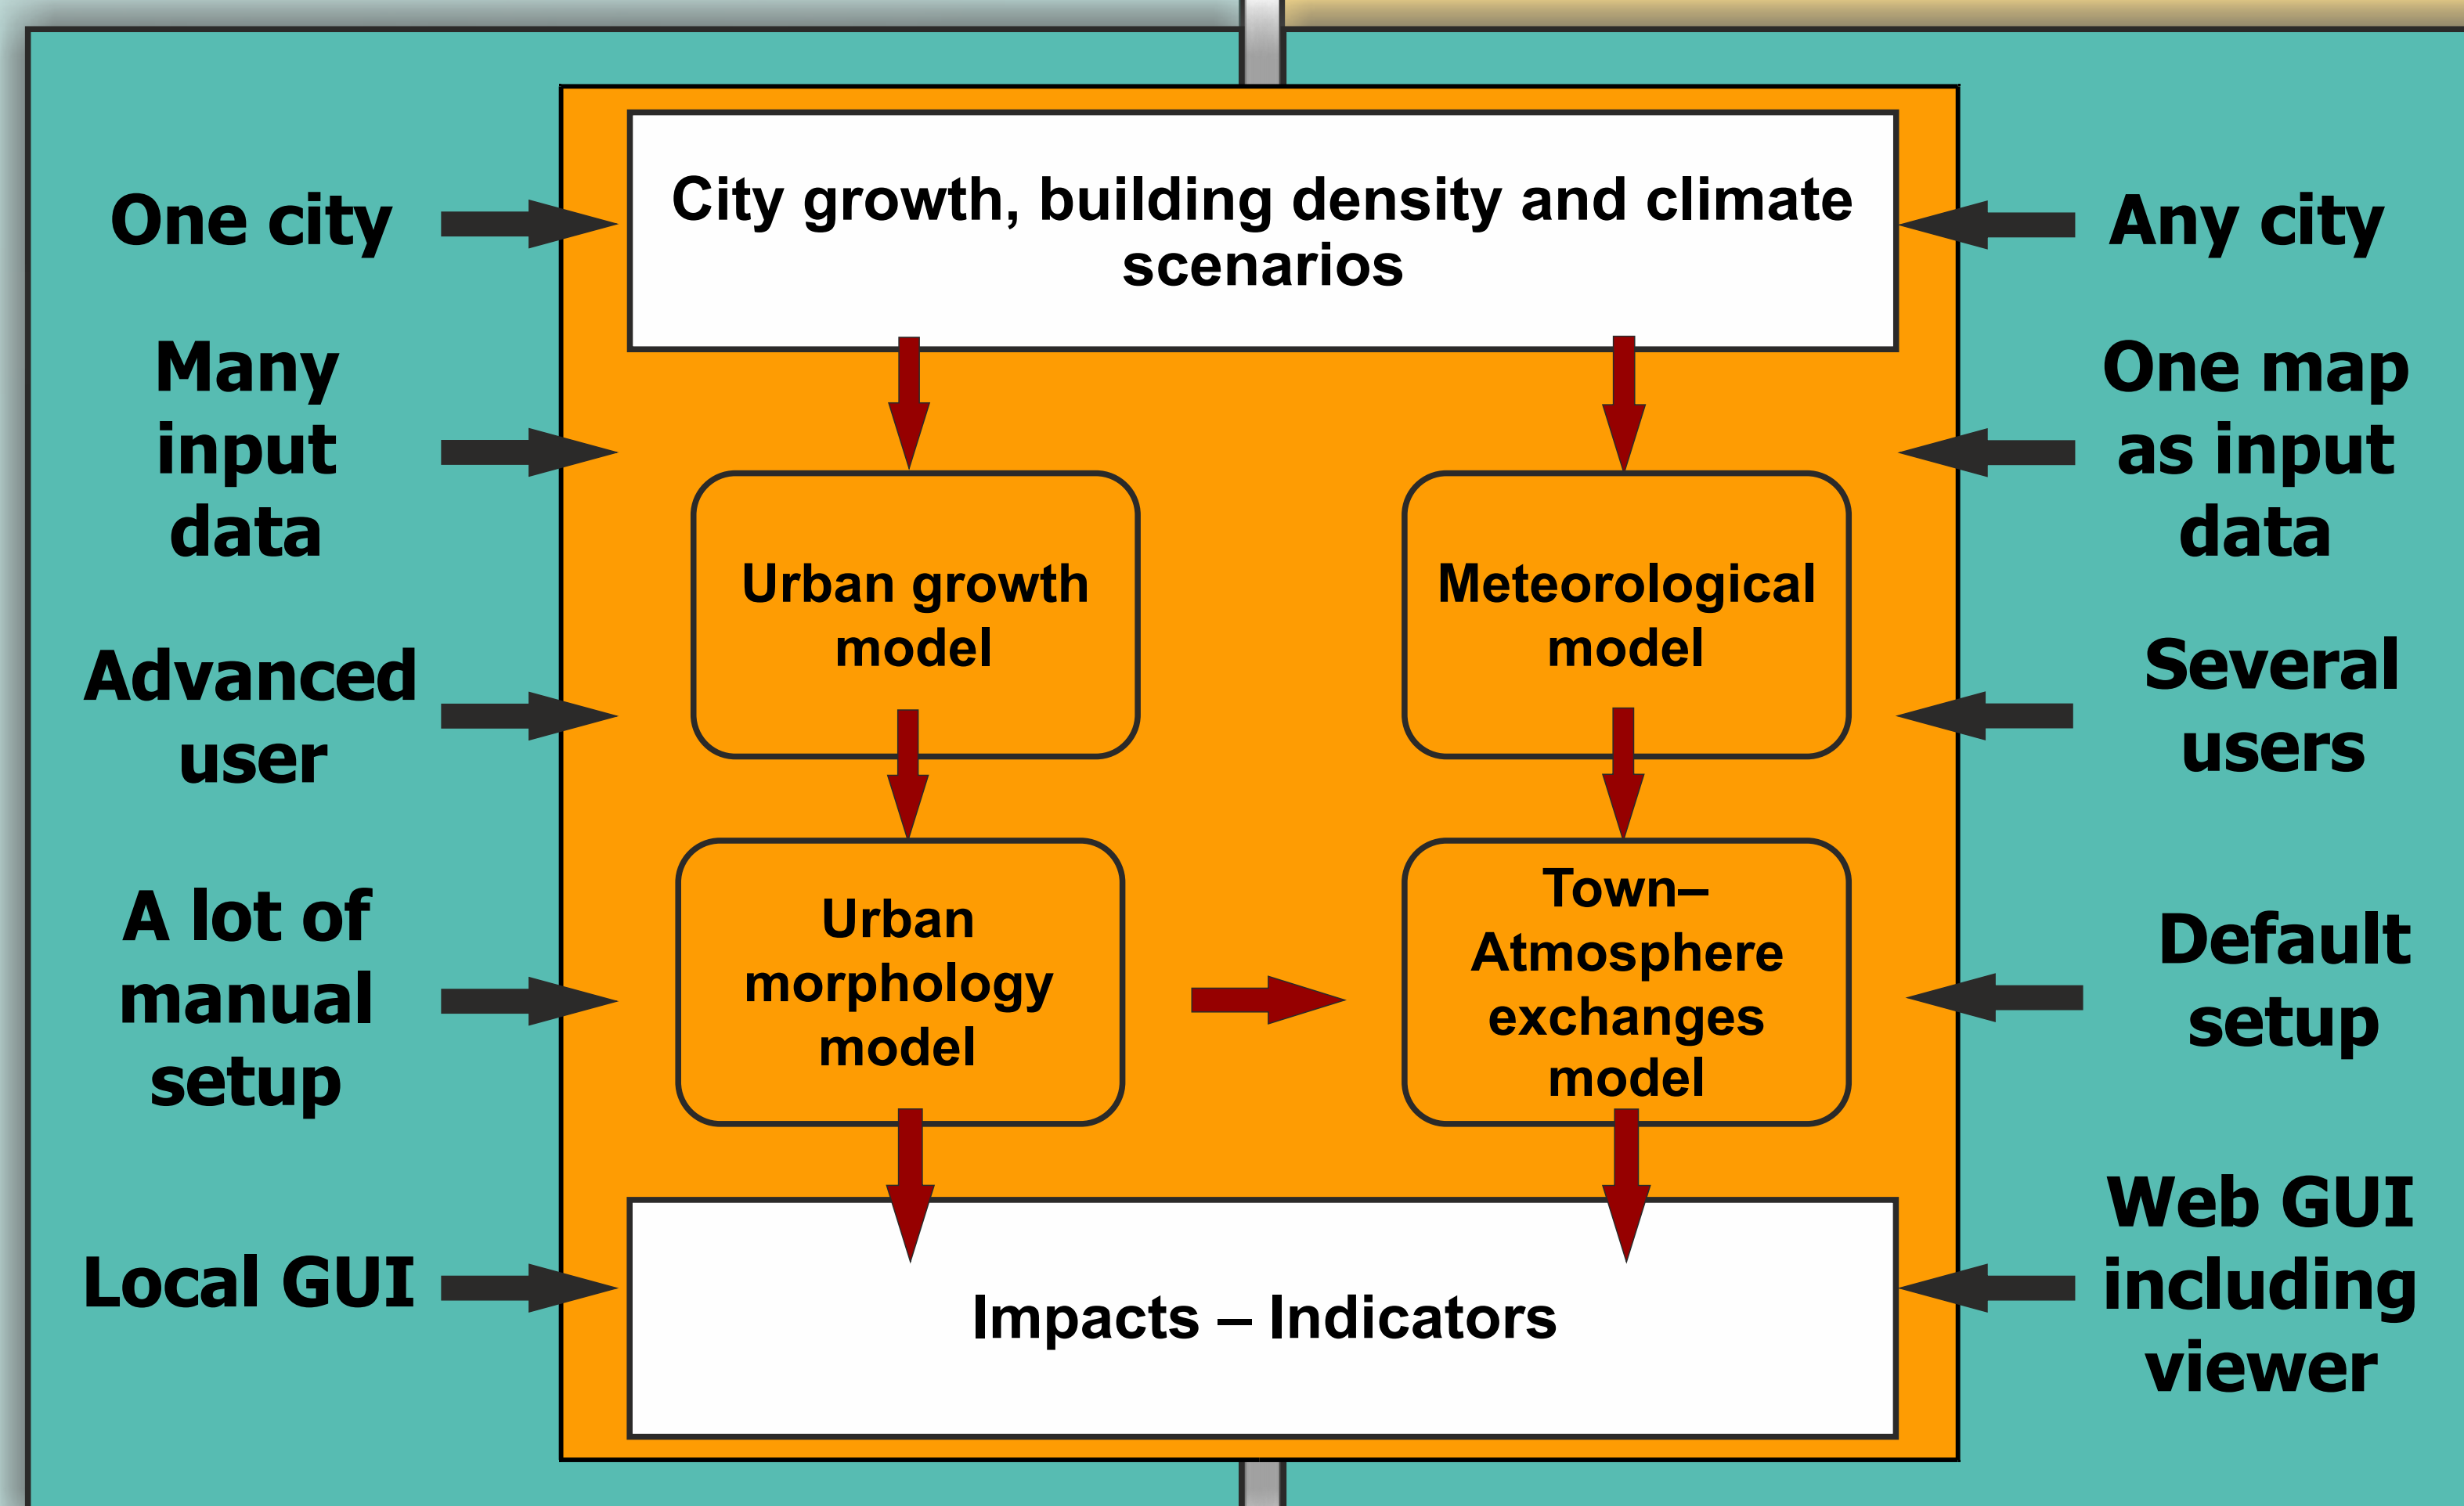 One city
Many
input
data
Advanced
user
A lot of
manual
setup
Local GUI
City growth, building density and climate
scenarios
Urban growth
model
Meteorological
model
Urban
morphology
model
Town–
Atmosphere
exchanges
model
Impacts – Indicators
Any city
One map
as input
data
Several
users
Default
setup
Web GUI
including
viewer